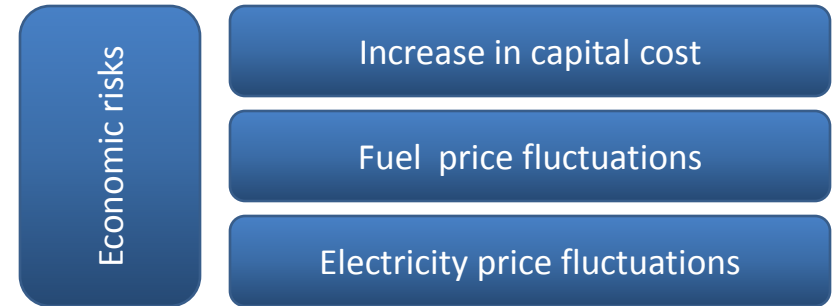 Economic risks
Increase in capital cost
Fuel  price fluctuations
Electricity price fluctuations